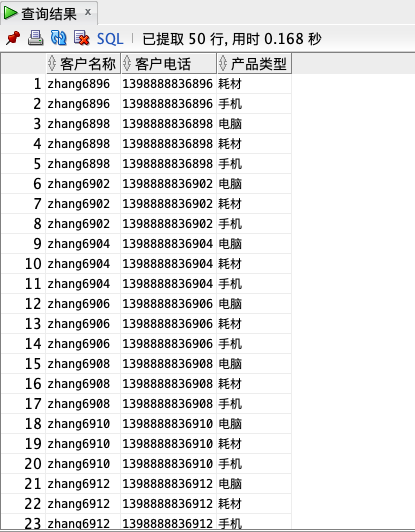 查询结果 ×
SQL | 已提取 50 行, 用时 0.168 秒
客户名称 客户电话 产品类型
1 zhang6896 1398888836896 耗材
2 zhang6896 1398888836896 手机
3 zhang6898 1398888836898 电脑
4 zhang6898 1398888836898 耗材
5 zhang6898 1398888836898 手机
6 zhang6902 1398888836902 电脑
7 zhang6902 1398888836902 耗材
8 zhang6902 1398888836902 手机
9 zhang6904 1398888836904 电脑
10 zhang6904 1398888836904 耗材
11 zhang6904 1398888836904 手机
12 zhang6906 1398888836906 电脑
13 zhang6906 1398888836906 耗材
14 zhang6906 1398888836906 手机
15 zhang6908 1398888836908 电脑
16 zhang6908 1398888836908 耗材
17 zhang6908 1398888836908 手机
18 zhang6910 1398888836910 电脑
19 zhang6910 1398888836910 耗材
20 zhang6910 1398888836910 手机
21 zhang6912 1398888836912 电脑
22 zhang6912 1398888836912 耗材
23 zhang6912 1398888836912 手机